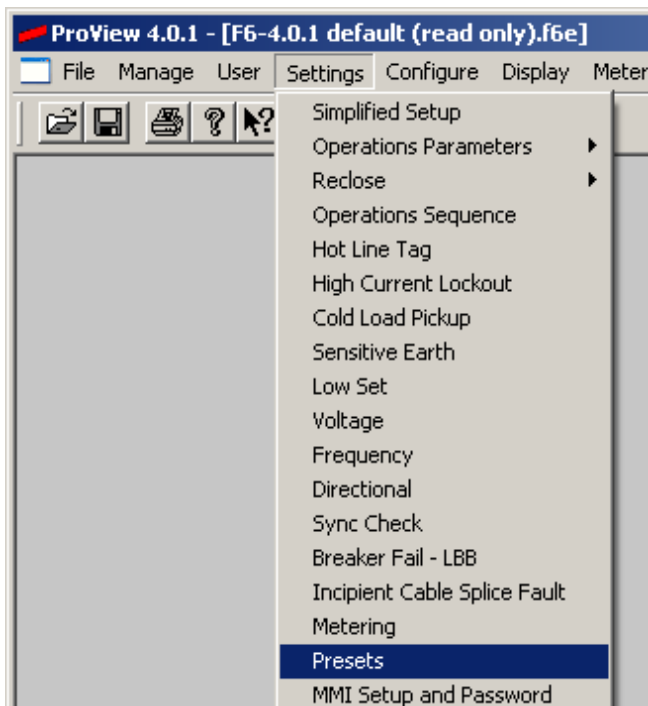 ProView 4.0.1 - [F6-4.0.1 default (read only).f6e]
File Manage User Settings Configure Display Meter
Simplified Setup
Operations Parameters
Reclose
Operations Sequence
Hot Line Tag
High Current Lockout
Cold Load Pickup
Sensitive Earth
Low Set
Voltage
Frequency
Directional
Sync Check
Breaker Fail - LBB
Incipient Cable Splice Fault
Metering
Presets
MMI Setup and Password